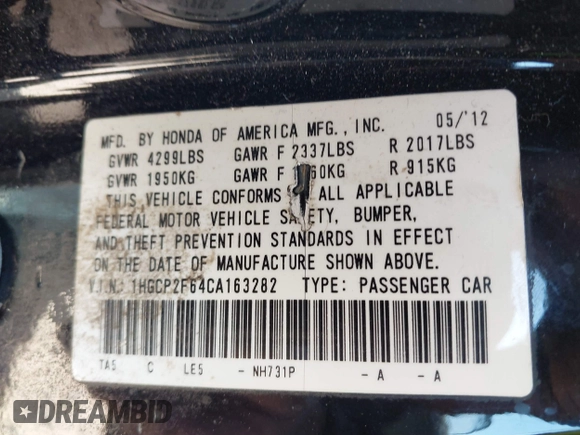 MFD. BY HONDA OF AMERICA MFG., INC. 05/'12
GVWR 4299LBS GAWR F 2337LBS R 2017LBS
GVWR 1950KG GAWR F 60KG R 915KG
THIS VEHICLE CONFORMS ALL APPLICABLE
FEDERAL MOTOR VEHICLE SAFETY, BUMPER,
AND THEFT PREVENTION STANDARDS IN EFFECT
ON THE DATE OF MANUFACTURE SHOWN ABOVE.
V.I.N.: 1HGCP2F64CA163282 TYPE: PASSENGER CAR
TA5 C LE5 - NH731P - A - A
DREAMBID